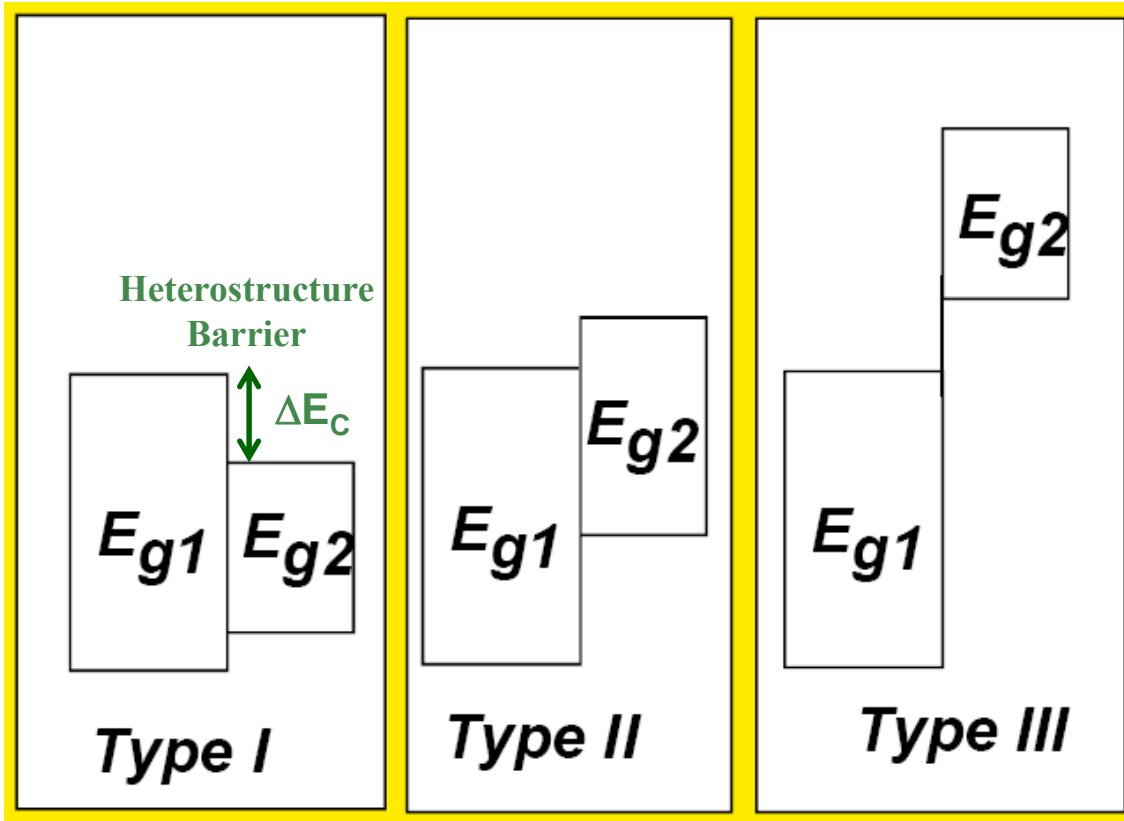 Heterostructure
Barrier
ΔEC
Eg1
Eg2
Type I
Eg1
Eg2
Type II
Eg2
Eg1
Type III